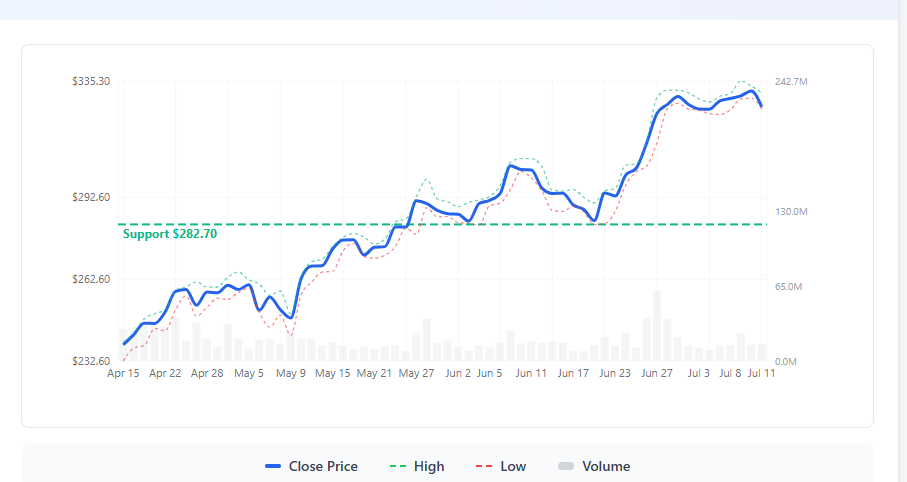 $335.30
242.7M
$292.60
130.0M
Support $282.70
$262.60
65.0M
$232.60
0.0M
Apr 15 Apr 22 Apr 28 May 5 May 9 May 15 May 21 May 27 Jun 2 Jun 5 Jun 11 Jun 17 Jun 23 Jun 27 Jul 3 Jul 8 Jul 11
Close Price High Low Volume